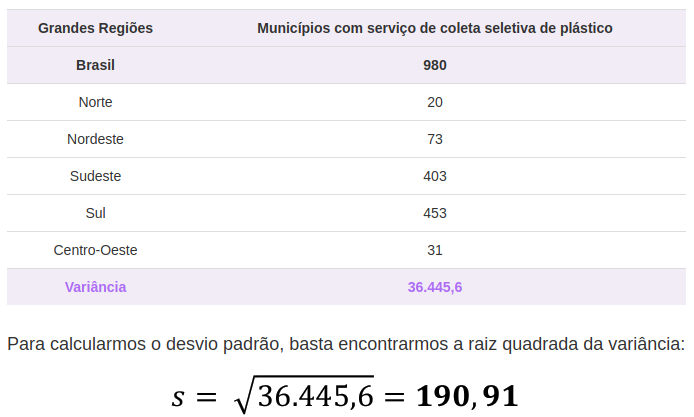 Grandes Regiões Municípios com serviço de coleta seletiva de plástico
Brasil 980
Norte 20
Nordeste 73
Sudeste 403
Sul 453
Centro-Oeste 31
Variância 36.445,6
Para calcularmos o desvio padrão, basta encontrarmos a raiz quadrada da variância:
s = √36.445,6 = 190,91